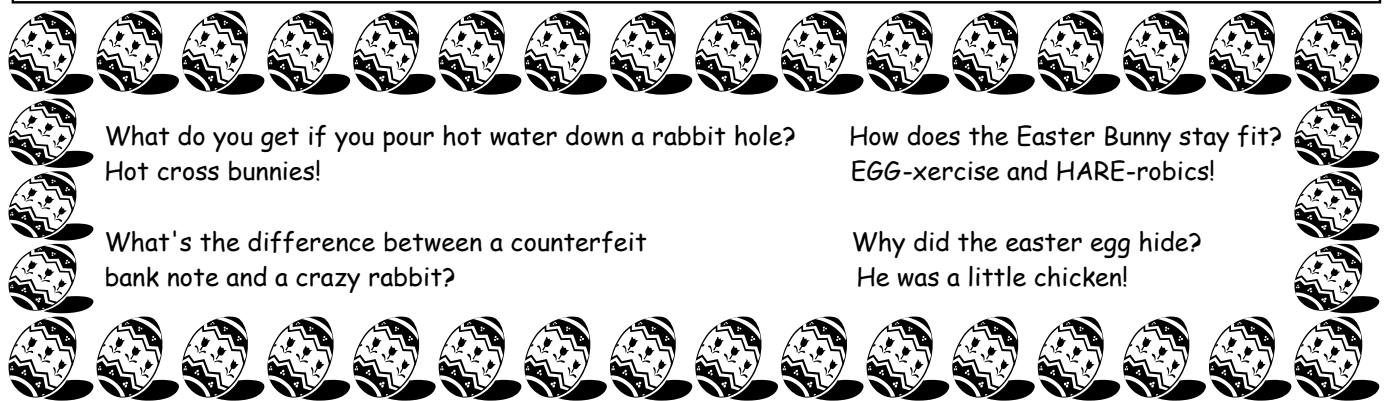 What do you get if you pour hot water down a rabbit hole?
Hot cross bunnies!
How does the Easter Bunny stay fit?
EGG-xercise and HARE-robics!
What's the difference between a counterfeit
bank note and a crazy rabbit?
Why did the easter egg hide?
He was a little chicken!